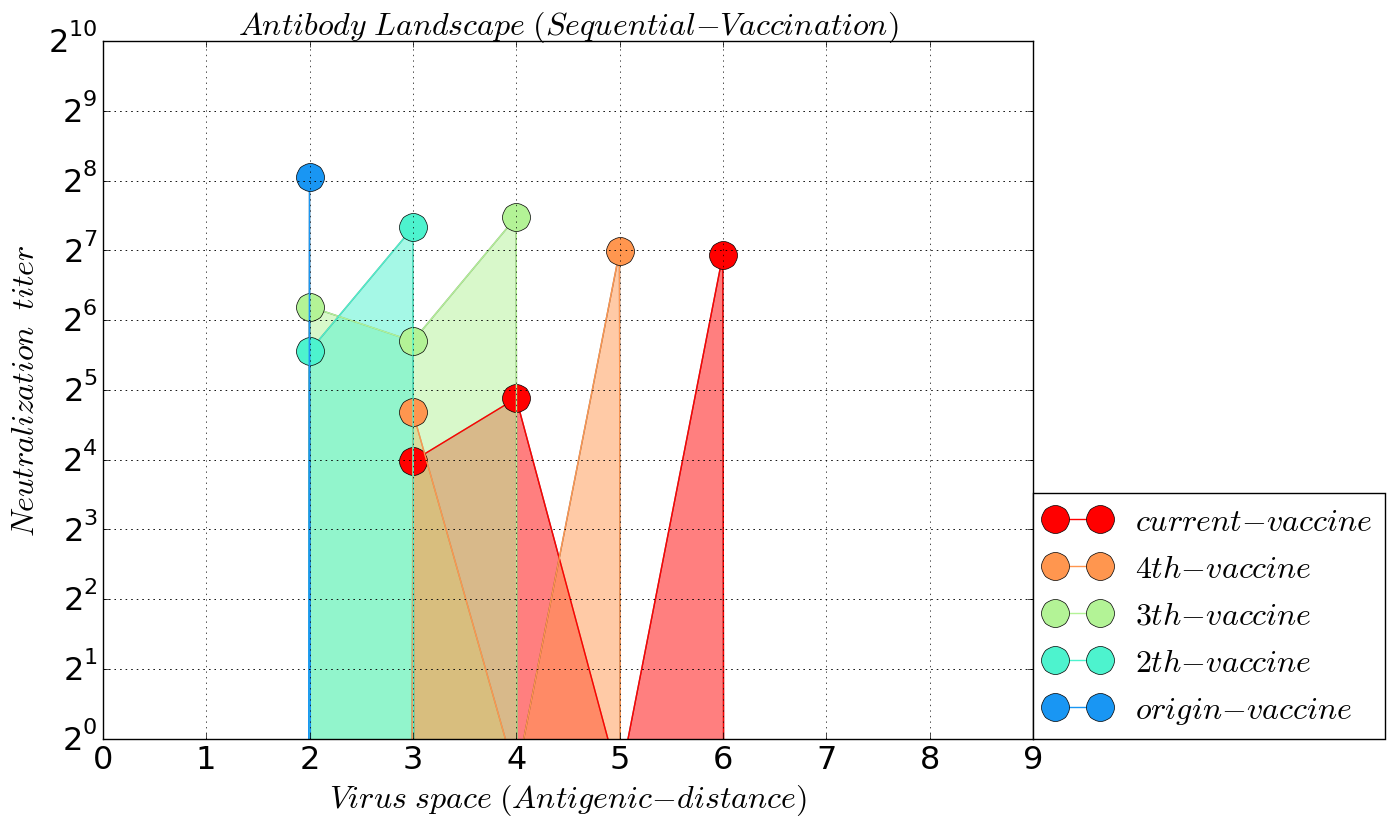 Antibody Landscape (Sequential−Vaccination)
2^10
2^9
2^8
2^7
2^6
2^5
2^4
2^3
2^2
2^1
2^0
Neutralization titer
0 1 2 3 4 5 6 7 8 9
Virus space (Antigenic−distance)
current−vaccine
4th−vaccine
3th−vaccine
2th−vaccine
origin−vaccine